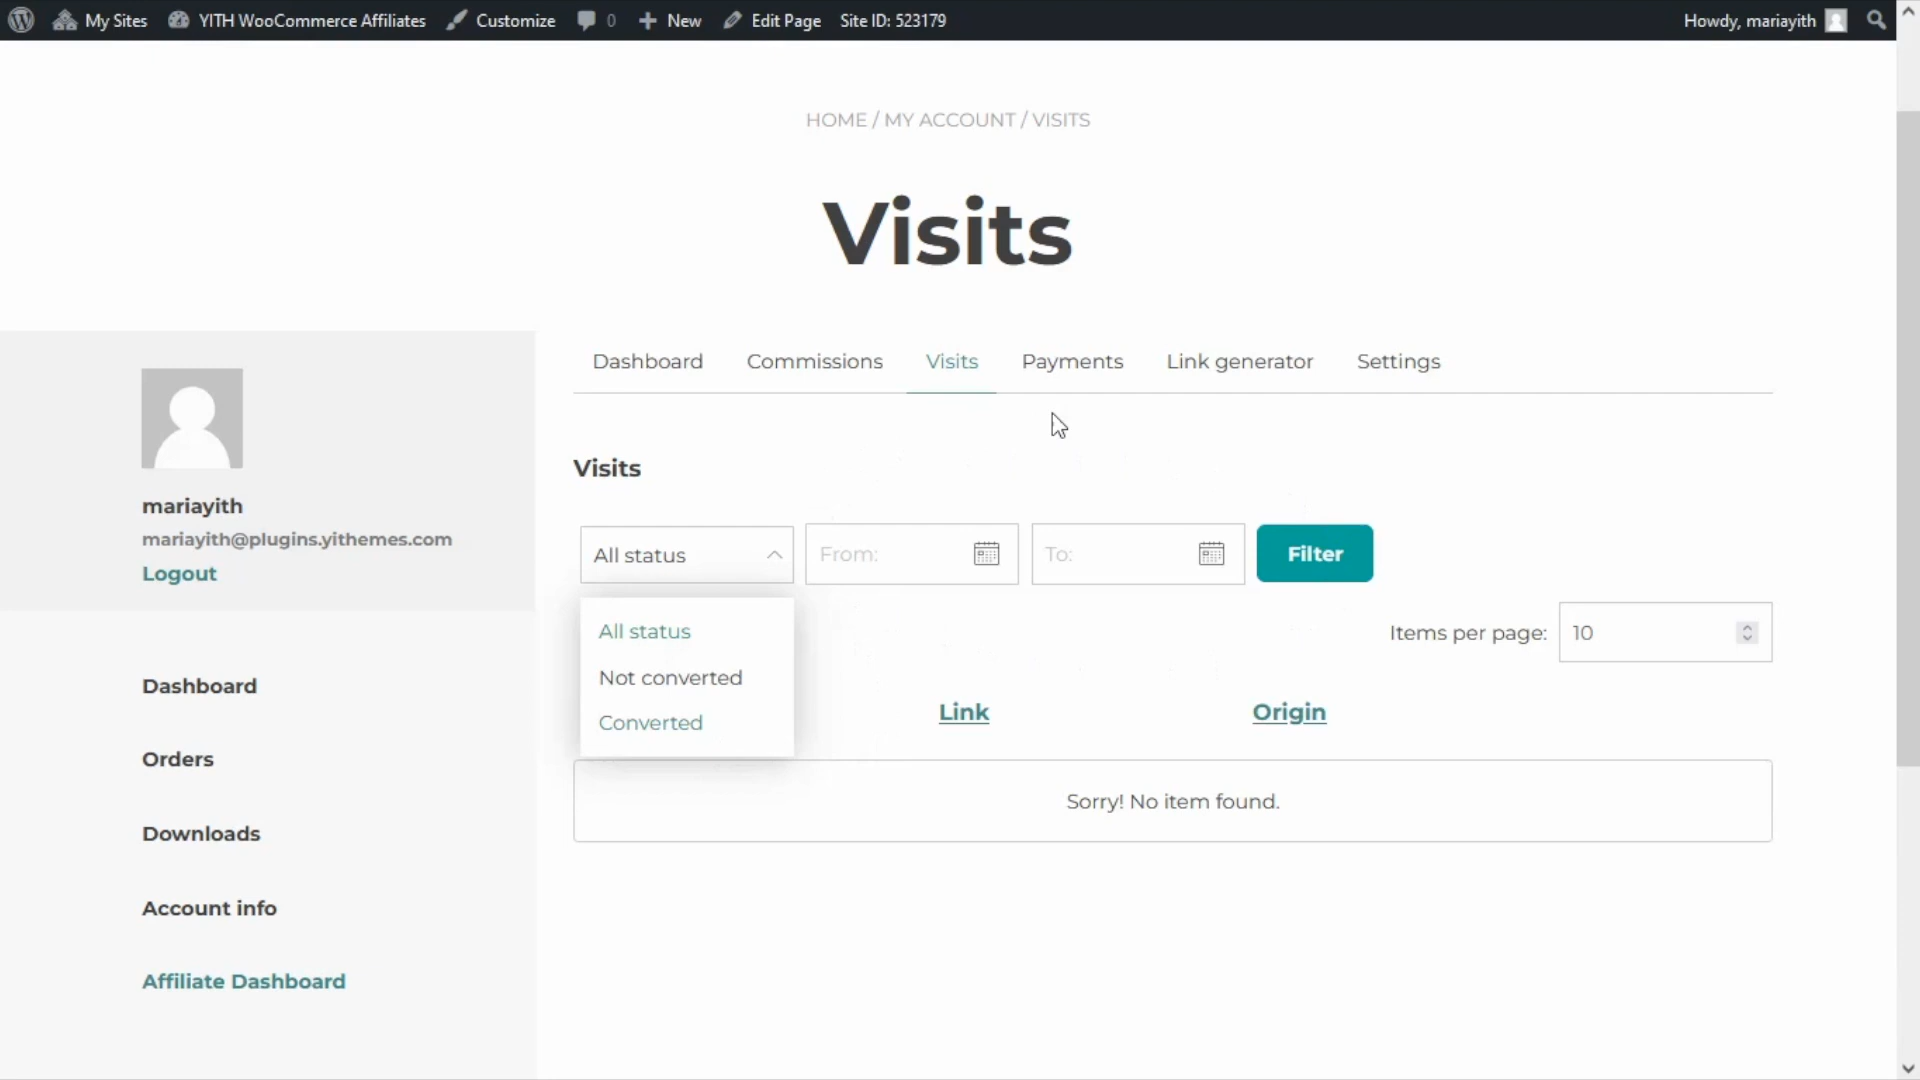 My Sites YITH WooCommerce Affiliates Customize 0 New Edit Page Site ID: 523179 Howdy, mariayith
HOME / MY ACCOUNT / VISITS
Visits
Dashboard Commissions Visits Payments Link generator Settings
mariayith
mariayith@plugins.yithemes.com
Logout
Dashboard
Orders
Downloads
Account info
Affiliate Dashboard
Visits
All status From: To: Filter
All status
Not converted
Converted
Items per page: 10
Link Origin
Sorry! No item found.